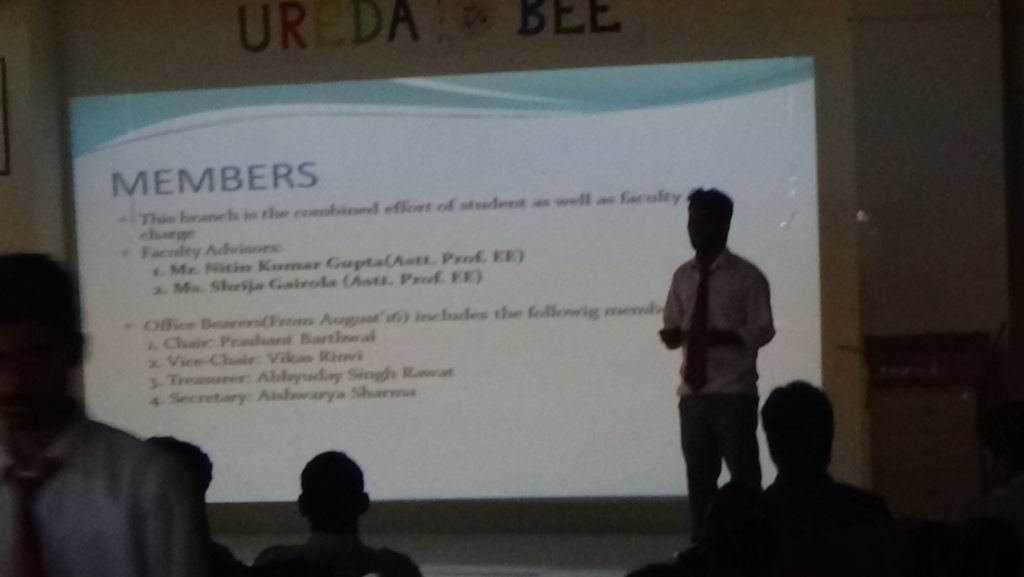 UREDA BEE
MEMBERS
This branch is the combined effort of student as well as faculty
charge
Faculty Advisors:
1. Mr. Nitin Kumar Gupta(Astt. Prof. EE)
2. Ms. Shrija Gairola (Astt. Prof. EE)
Office Bearers(From August'16) includes the followig
1. Chair: Prashant Barthwal
2. Vice-Chair: Vikas
3. Treasurer: Abhyuday Singh Rawat
4. Secretary: Aishwarya Sharma